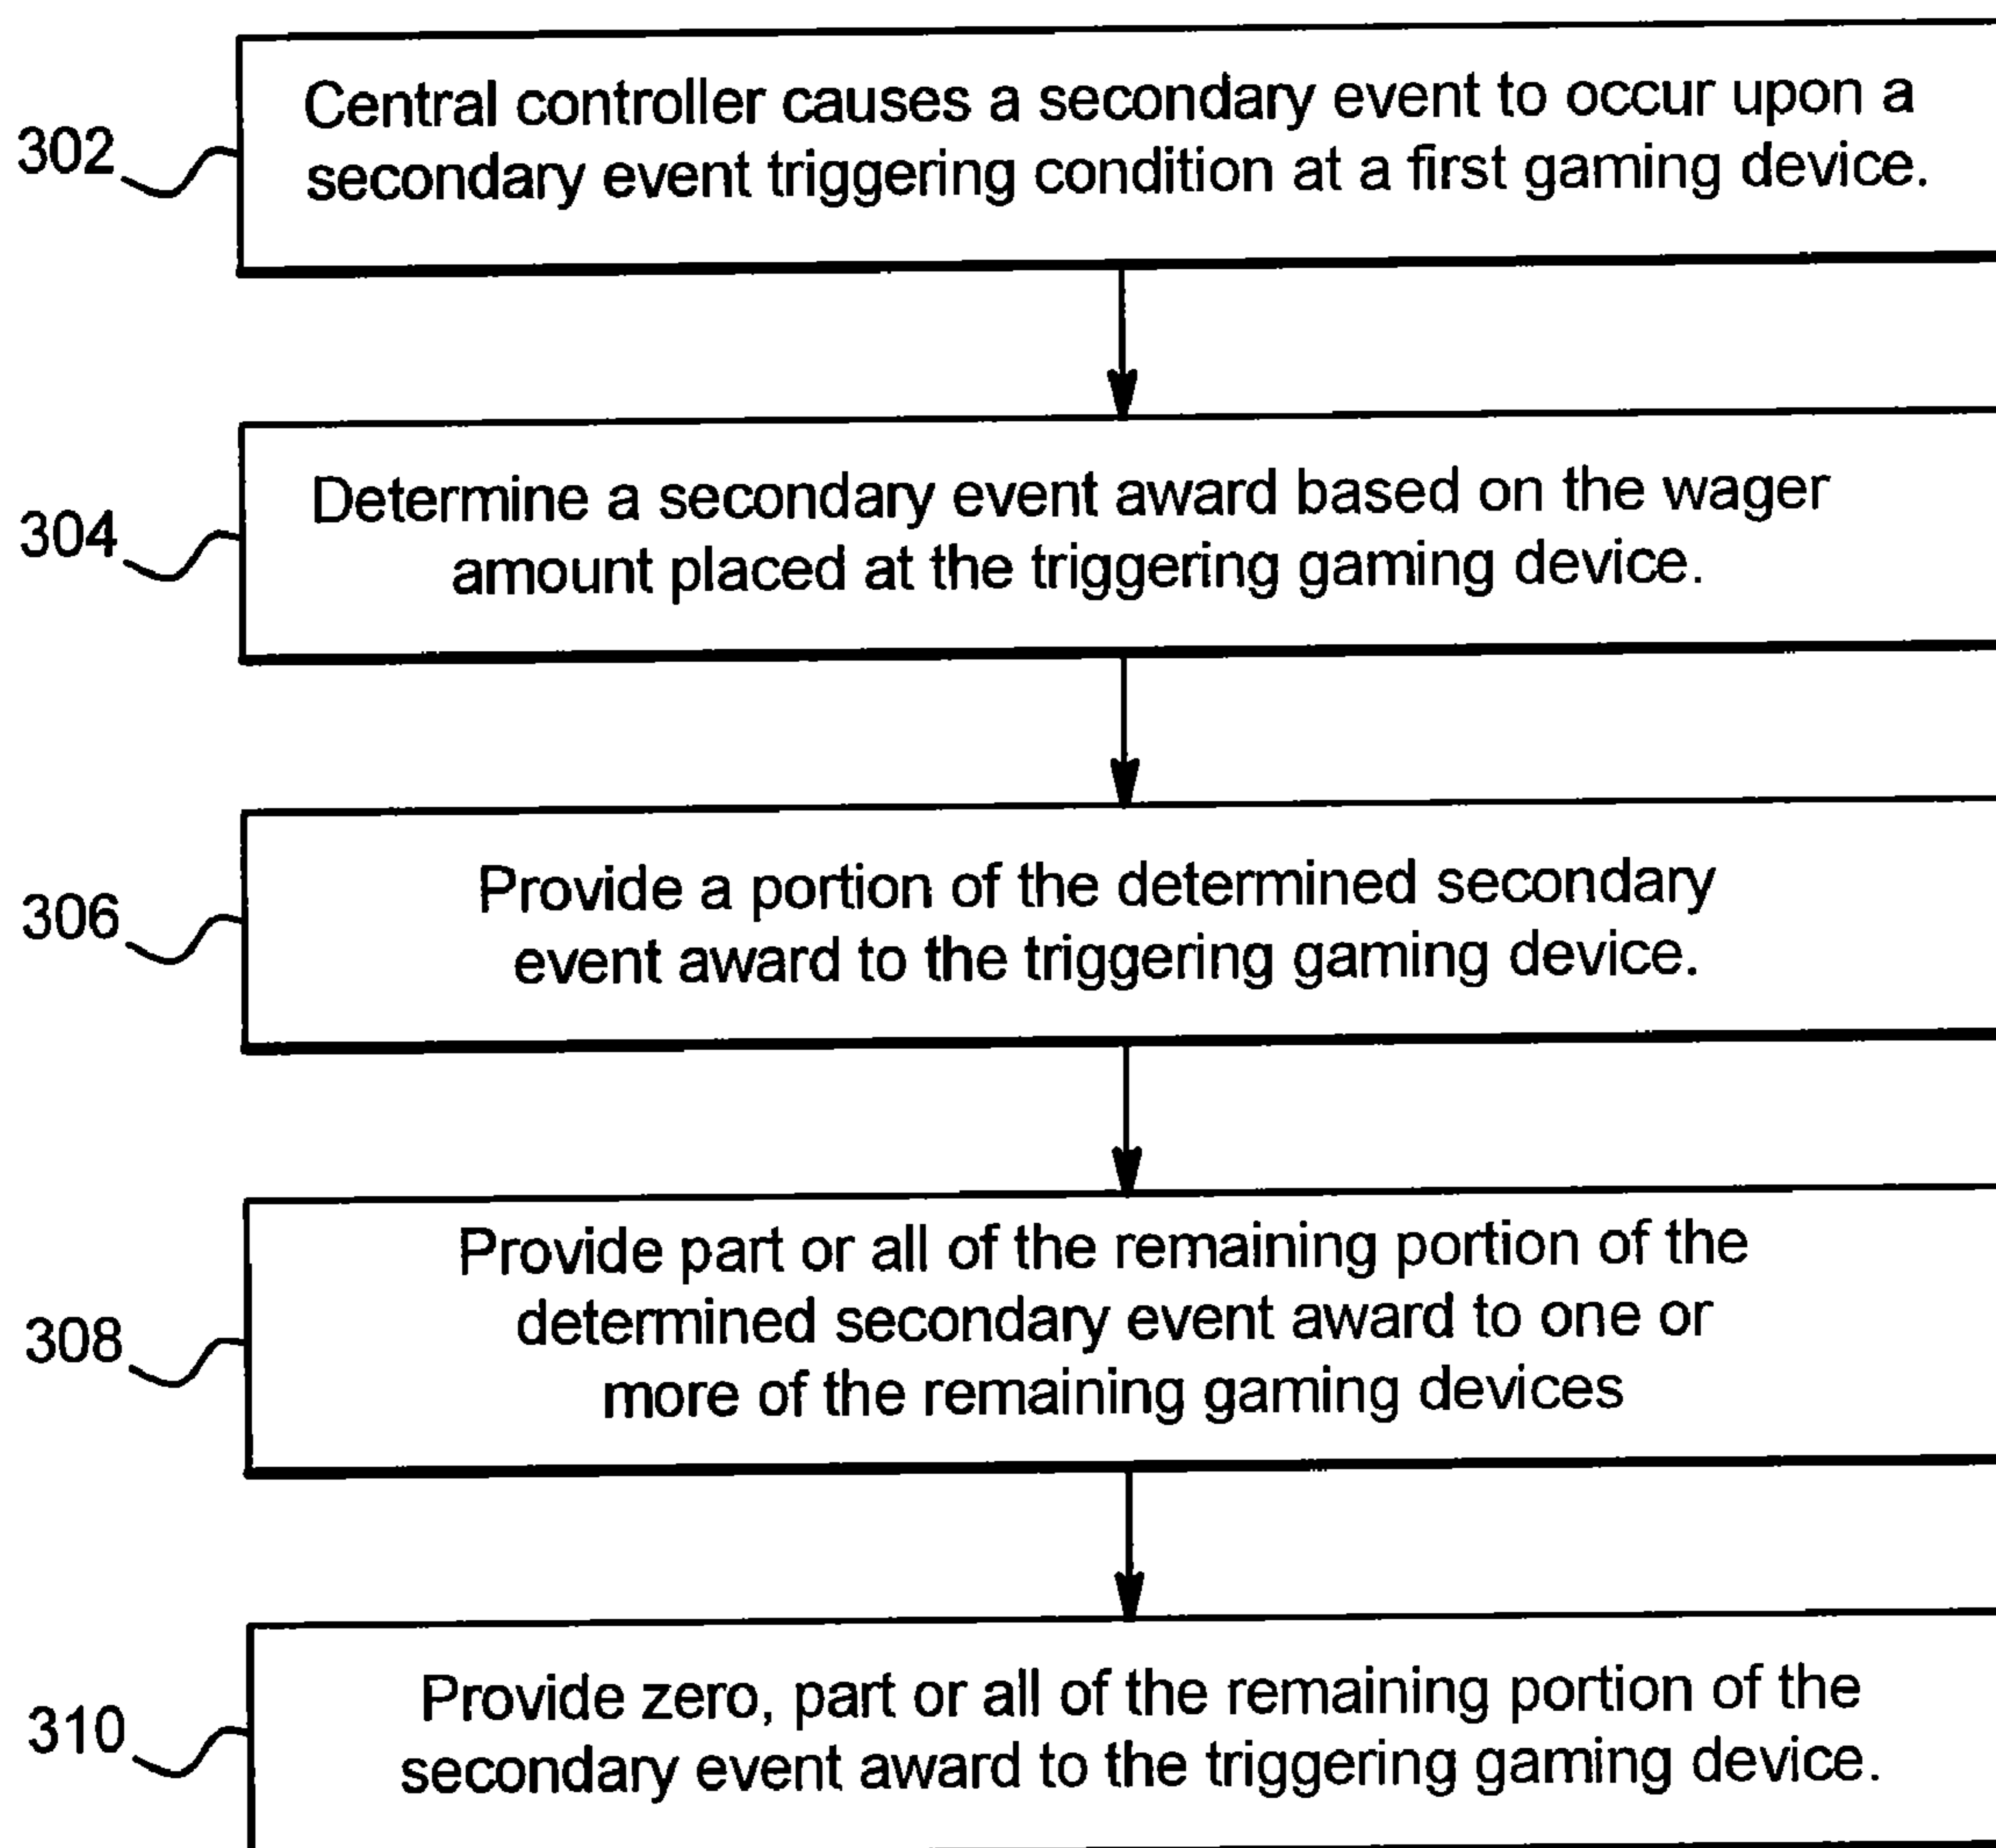 302
Central controller causes a secondary event to occur upon a
secondary event triggering condition at a first gaming device.
304
Determine a secondary event award based on the wager
amount placed at the triggering gaming device.
306
Provide a portion of the determined secondary
event award to the triggering gaming device.
308
Provide part or all of the remaining portion of the
determined secondary event award to one or
more of the remaining gaming devices
310
Provide zero, part or all of the remaining portion of the
secondary event award to the triggering gaming device.